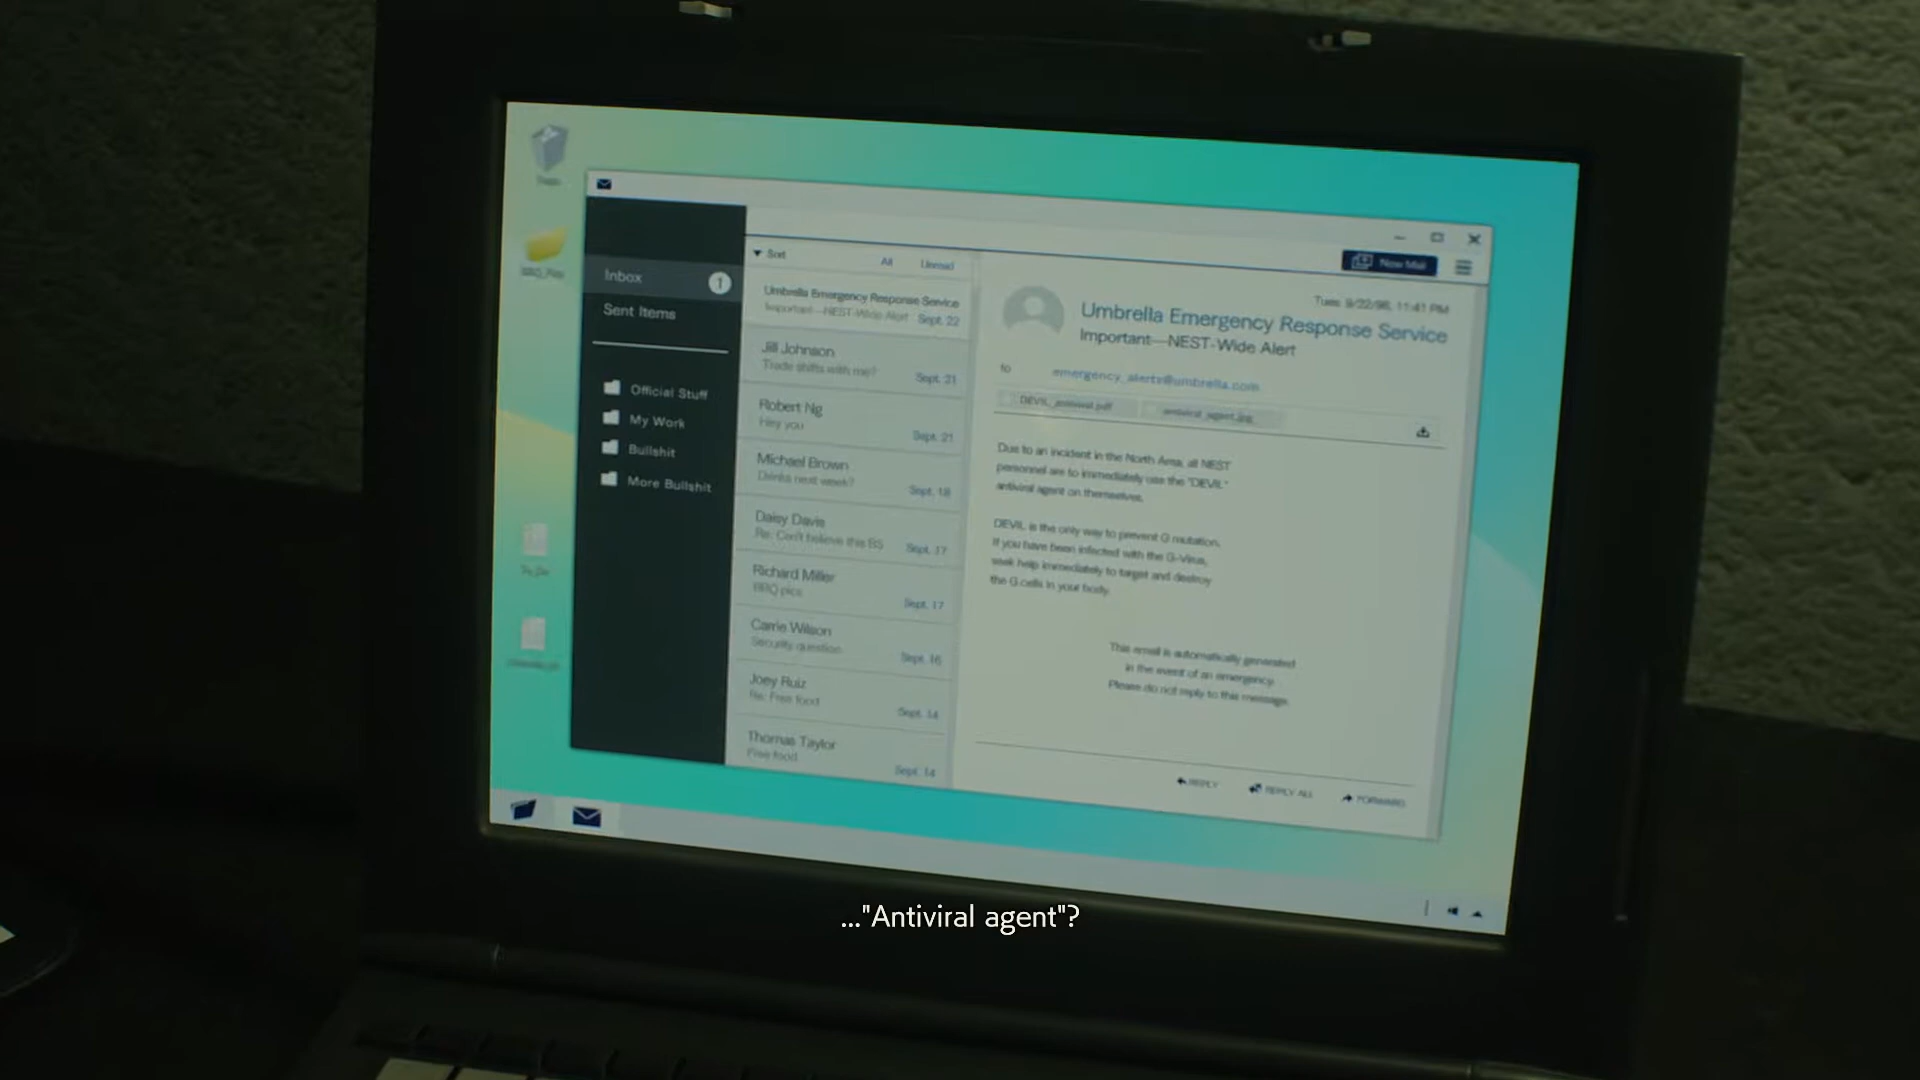 Inbox 1
Sent Items
Official Stuff
My Work
Bullshit
More Bullshit
Sort All Unread
Umbrella Emergency Response Service
Important—NEST-Wide Alert Sept. 22
Jill Johnson
Trade shifts with me? Sept. 21
Robert Ng
Hey you Sept. 21
Michael Brown
Drinks next week? Sept. 18
Daisy Davis
Re: Can't believe this BS Sept. 17
Richard Miller
BBQ pics Sept. 17
Carrie Wilson
Security question Sept. 16
Joey Ruiz
Re: Free food Sept. 14
Thomas Taylor
Free food Sept. 14
New Mail
Tues 9/22/98, 11:41 PM
Umbrella Emergency Response Service
Important—NEST-Wide Alert
to emergency_alerts@umbrella.com
DEVIL_antiviral.pdf antiviral_agent.jpg
Due to an incident in the North Area, all NEST
personnel are to immediately use the "DEVIL"
antiviral agent on themselves.
DEVIL is the only way to prevent G mutation.
If you have been infected with the G-Virus,
seek help immediately to target and destroy
the G cells in your body.
This email is automatically generated
in the event of an emergency.
Please do not reply to this message.
REPLY REPLY ALL FORWARD
..."Antiviral agent"?